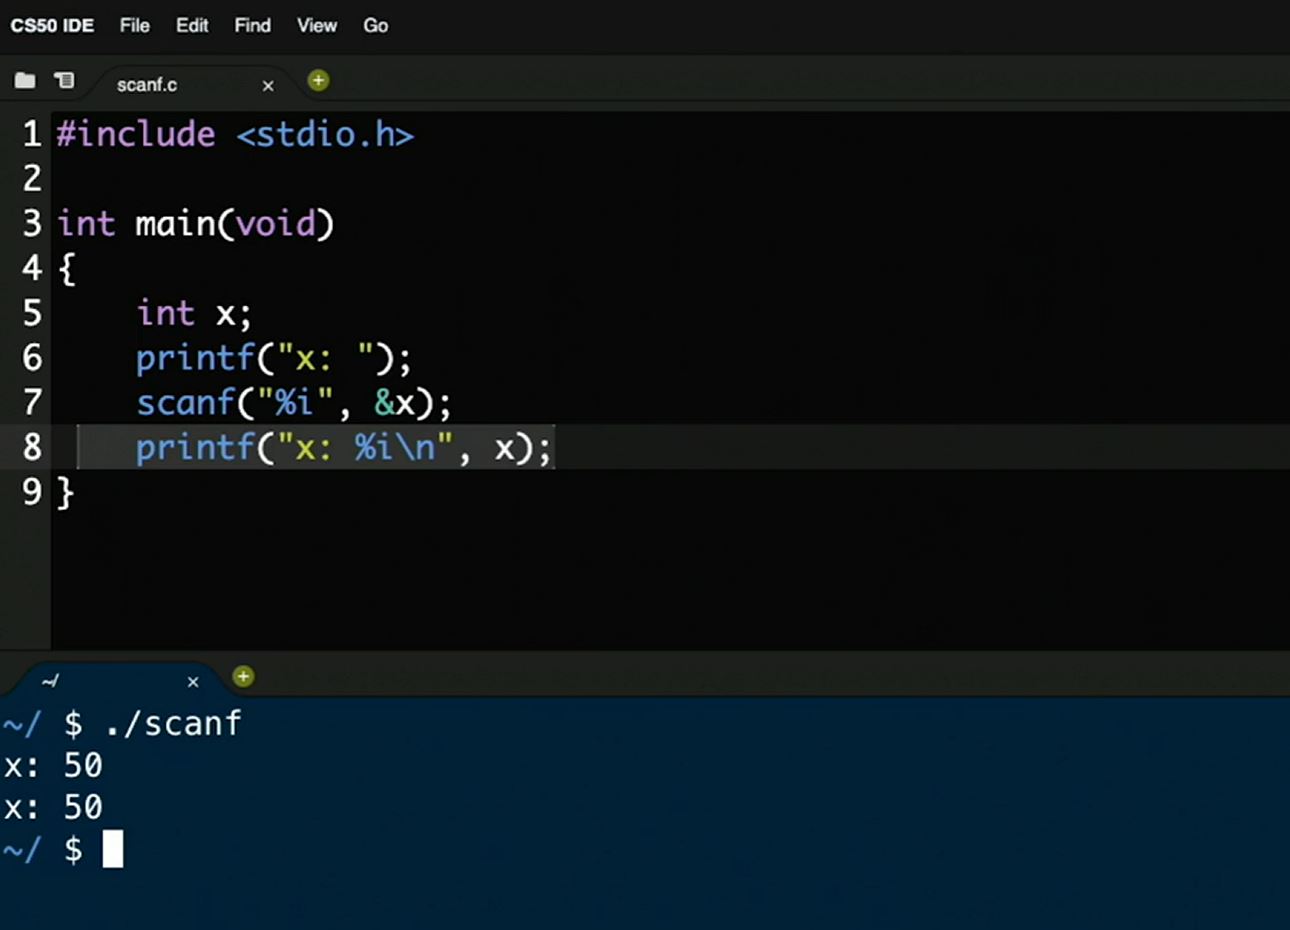 CS50 IDE File Edit Find View Go
scanf.c × +
1 #include <stdio.h>
2
3 int main(void)
4 {
5     int x;
6     printf("x: ");
7     scanf("%i", &x);
8     printf("x: %i\n", x);
9 }
~/ × +
~/ $ ./scanf
x: 50
x: 50
~/ $